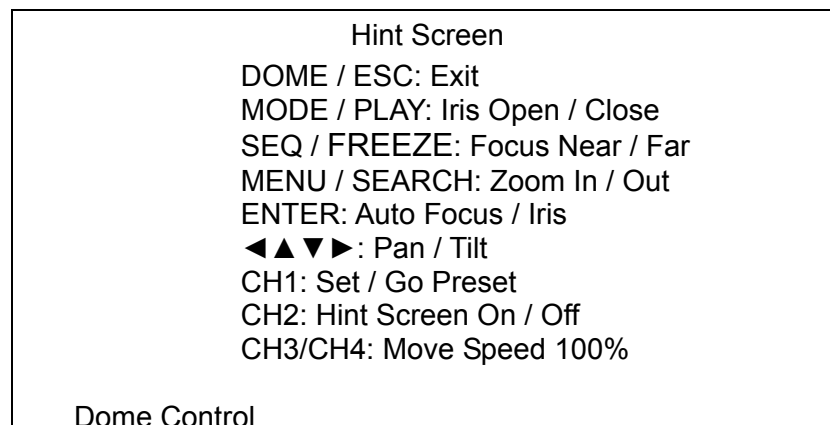 Hint Screen
DOME / ESC: Exit
MODE / PLAY: Iris Open / Close
SEQ / FREEZE: Focus Near / Far
MENU / SEARCH: Zoom In / Out
ENTER: Auto Focus / Iris
◄▲▼►: Pan / Tilt
CH1: Set / Go Preset
CH2: Hint Screen On / Off
CH3/CH4: Move Speed 100%
Dome Control